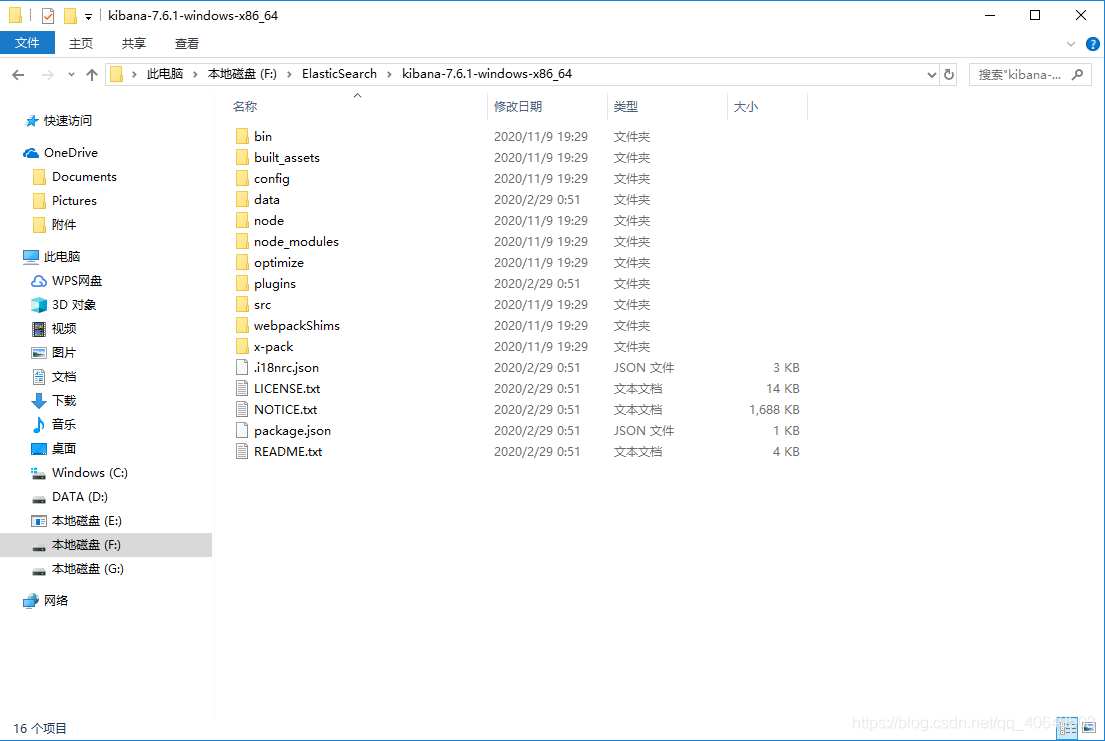 kibana-7.6.1-windows-x86_64
文件 主页 共享 查看
此电脑 本地磁盘 (F:) ElasticSearch kibana-7.6.1-windows-x86_64 搜索"kibana-...
快速访问
OneDrive
Documents
Pictures
附件
此电脑
WPS网盘
3D 对象
视频
图片
文档
下载
音乐
桌面
Windows (C:)
DATA (D:)
本地磁盘 (E:)
本地磁盘 (F:)
本地磁盘 (G:)
网络
名称 修改日期 类型 大小
bin 2020/11/9 19:29 文件夹
built_assets 2020/11/9 19:29 文件夹
config 2020/11/9 19:29 文件夹
data 2020/2/29 0:51 文件夹
node 2020/11/9 19:29 文件夹
node_modules 2020/11/9 19:29 文件夹
optimize 2020/11/9 19:29 文件夹
plugins 2020/2/29 0:51 文件夹
src 2020/11/9 19:29 文件夹
webpackShims 2020/11/9 19:29 文件夹
x-pack 2020/11/9 19:29 文件夹
.i18nrc.json 2020/2/29 0:51 JSON 文件 3 KB
LICENSE.txt 2020/2/29 0:51 文本文档 14 KB
NOTICE.txt 2020/2/29 0:51 文本文档 1,688 KB
package.json 2020/2/29 0:51 JSON 文件 1 KB
README.txt 2020/2/29 0:51 文本文档 4 KB
16 个项目